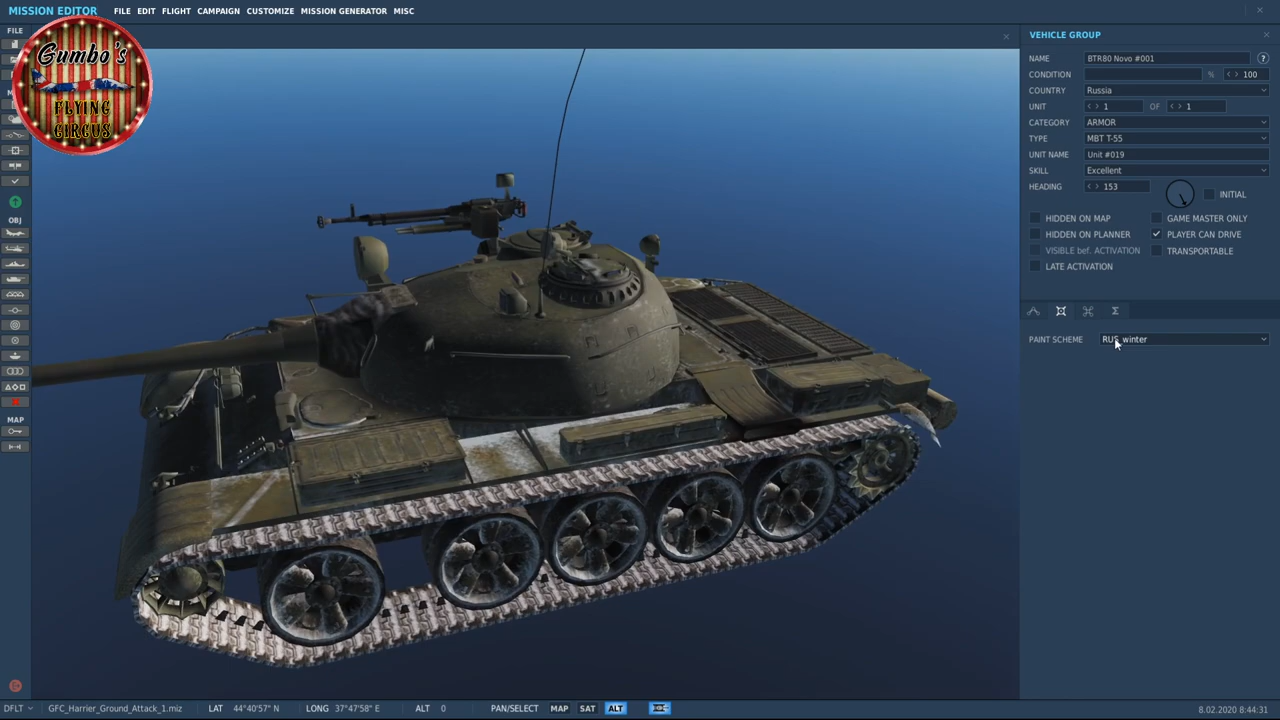 MISSION EDITOR
FILE EDIT FLIGHT CAMPAIGN CUSTOMIZE MISSION GENERATOR MISC
FILE
Gumbo's
FLYING
CIRCUS
OBJ
MAP
VEHICLE GROUP
NAME BTR80 Novo #001 ?
CONDITION % < > 100
COUNTRY Russia
UNIT < > 1 OF < > 1
CATEGORY ARMOR
TYPE MBT T-55
UNIT NAME Unit #019
SKILL Excellent
HEADING < > 153 INITIAL
HIDDEN ON MAP GAME MASTER ONLY
HIDDEN ON PLANNER PLAYER CAN DRIVE
VISIBLE bef. ACTIVATION TRANSPORTABLE
LATE ACTIVATION
PAINT SCHEME RUS_winter
DFLT GFC_Harrier_Ground_Attack_1.miz LAT 44°40'57" N LONG 37°47'58" E ALT 0 PAN/SELECT MAP SAT ALT 8.02.2020 8:44:31